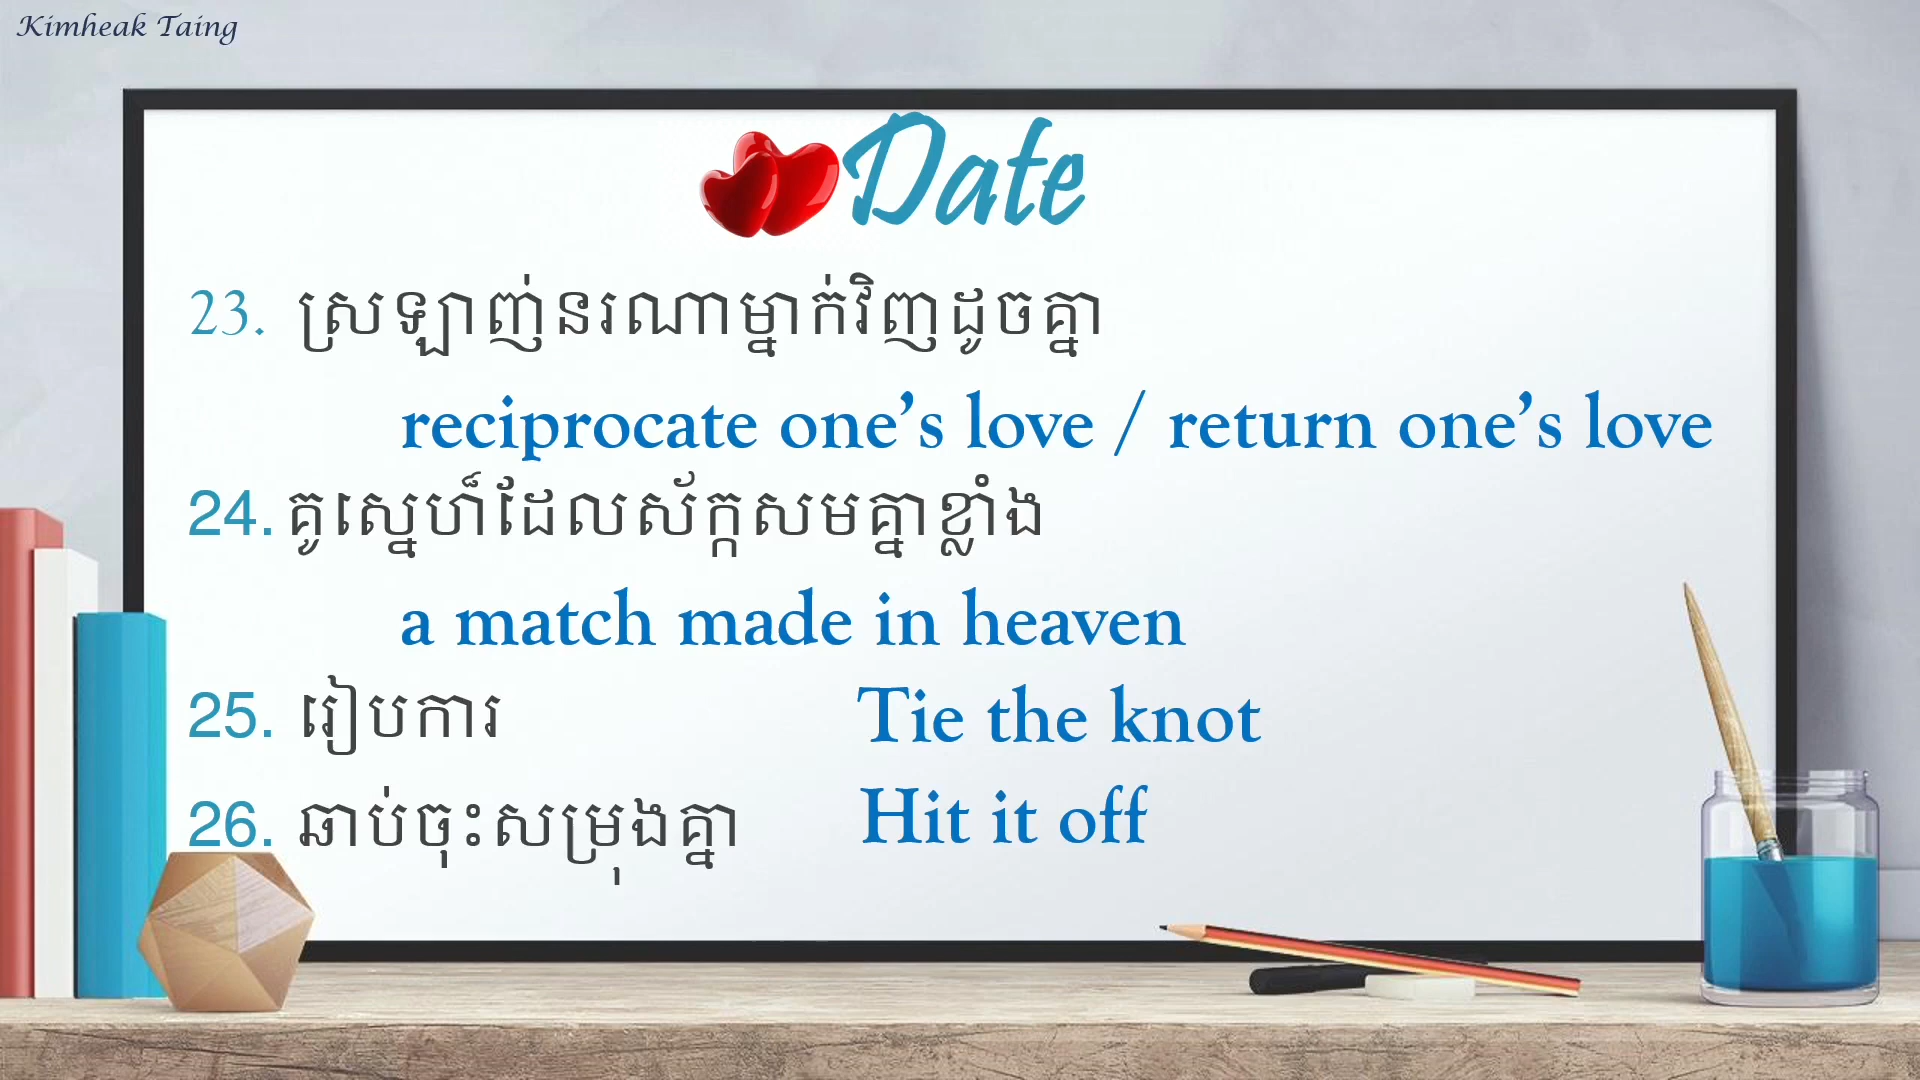 Kimheak Taing
Date
23. ស្រឡាញ់នរណាម្នាក់វិញដូចគ្នា
reciprocate one’s love / return one’s love
24. គូស្នេហ៍ដែលស័ក្កសមគ្នាខ្លាំង
a match made in heaven
25. រៀបការ Tie the knot
26. ឆាប់ចុះសម្រុងគ្នា Hit it off